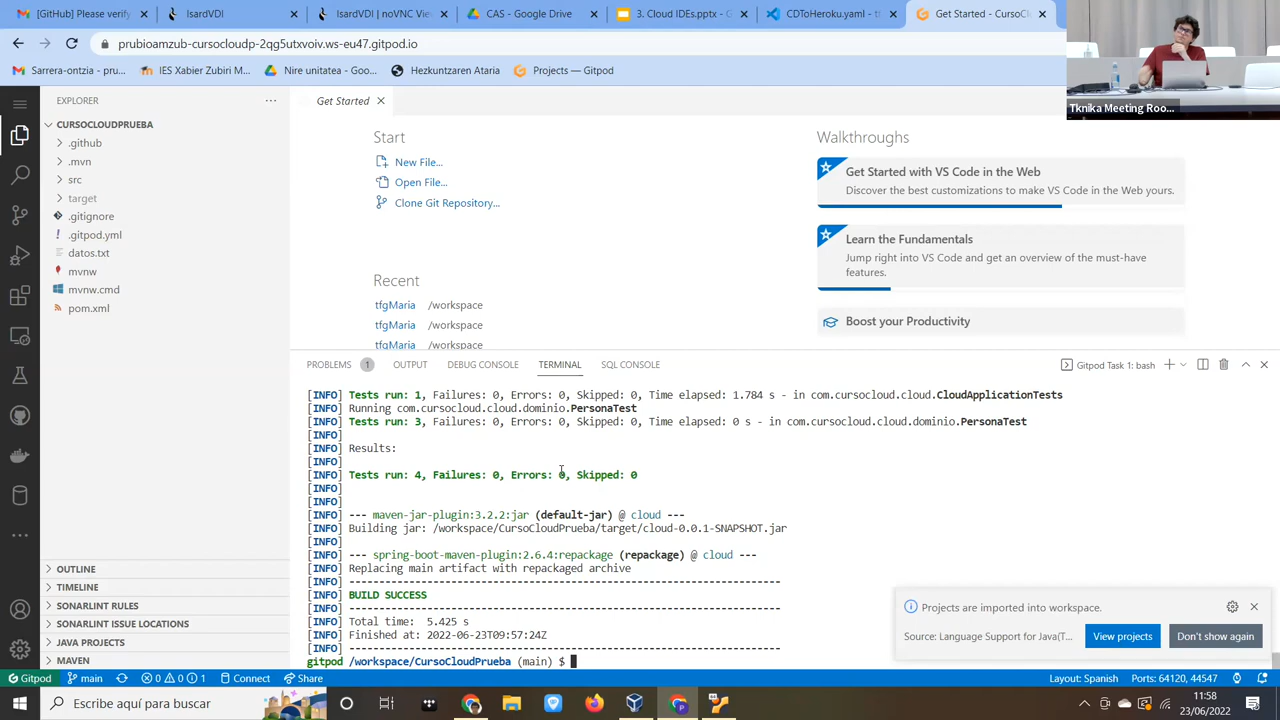 isardVDI
(17) noVNC View
Cloud - Google Drive
3. Cloud IDEs.pptx - N
CDToHeroku.yml -
Google Drive
CursoCloud
prubioamzub-cursocloudp-2qg5utxvoiv.ws-eu47.gitpod.io
Sarrera-ontzia - pru...
IES Xabier Zubiri M...
Nire unitatea - Goo...
Hezkuntzaren Ataria
Projects — Gitpod
Tknika Meeting Roo...
EXPLORER
Get Started
CURSOCLOUDPRUEBA
.github
.mvn
src
target
.gitignore
.gitpod.yml
datos.txt
mvnw
mvnw.cmd
pom.xml
OUTLINE
TIMELINE
SONARLINT RULES
SONARLINT ISSUE LOCATIONS
JAVA PROJECTS
MAVEN
Start
New File...
Open File...
Clone Git Repository...
Recent
tfgMaria /workspace
tfgMaria /workspace
tfgMaria /workspace
Walkthroughs
Get Started with VS Code in the Web
Discover the best customizations to make VS Code in the Web yours.
Learn the Fundamentals
Jump right into VS Code and get an overview of the must-have
features.
Boost your Productivity
PROBLEMS 1 OUTPUT DEBUG CONSOLE TERMINAL SQL CONSOLE
Gitpod Task 1: bash
[INFO] Tests run: 1, Failures: 0, Errors: 0, Skipped: 0, Time elapsed: 1.784 s - in com.cursocloud.cloud.CloudApplicationTests
[INFO] Running com.cursocloud.cloud.dominio.PersonaTest
[INFO] Tests run: 3, Failures: 0, Errors: 0, Skipped: 0, Time elapsed: 0 s - in com.cursocloud.cloud.dominio.PersonaTest
[INFO]
[INFO] Results:
[INFO]
[INFO] Tests run: 4, Failures: 0, Errors: 0, Skipped: 0
[INFO]
[INFO]
[INFO] --- maven-jar-plugin:3.2.2:jar (default-jar) @ cloud ---
[INFO] Building jar: /workspace/CursoCloudPrueba/target/cloud-0.0.1-SNAPSHOT.jar
[INFO]
[INFO] --- spring-boot-maven-plugin:2.6.4:repackage (repackage) @ cloud ---
[INFO] Replacing main artifact with repackaged archive
[INFO] ------------------------------------------------------------------------
[INFO] BUILD SUCCESS
[INFO] ------------------------------------------------------------------------
[INFO] Total time:  5.425 s
[INFO] Finished at: 2022-06-23T09:57:24Z
[INFO] ------------------------------------------------------------------------
gitpod /workspace/CursoCloudPrueba (main) $
Projects are imported into workspace.
Source: Language Support for Java(T...
View projects
Don't show again
Gitpod main 0 0 1 Connect Share
Layout: Spanish Ports: 64120, 44547
Escribe aquí para buscar
11:58
23/06/2022